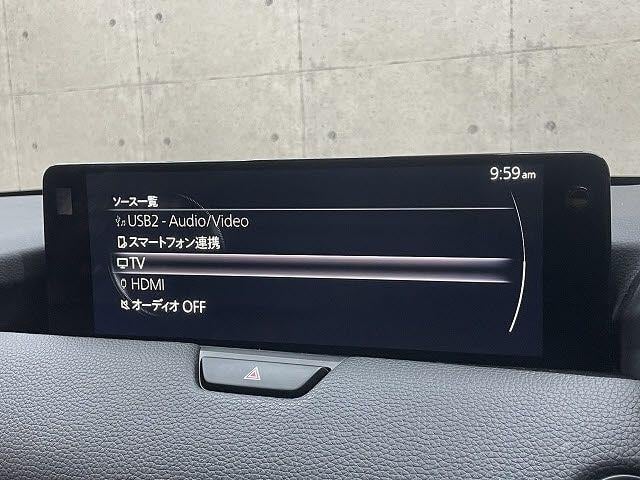 9:59am
ソース一覧
USB2 - Audio/Video
スマートフォン連携
TV
HDMI
オーディオ OFF